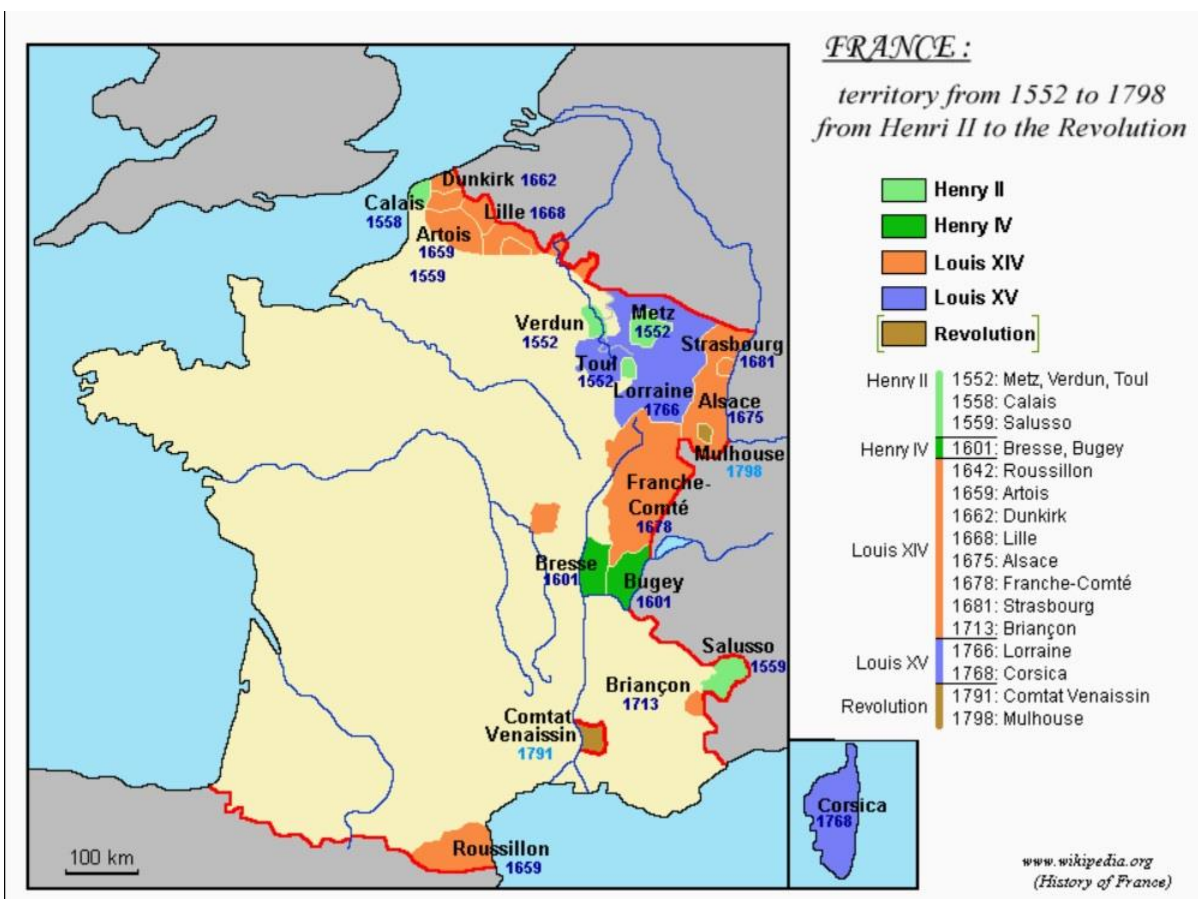 FRANCE :
territory from 1552 to 1798
from Henri II to the Revolution
Henry II
Henry IV
Louis XIV
Louis XV
Revolution
Henry II
1552: Metz, Verdun, Toul
1558: Calais
1559: Salusso
Henry IV
1601: Bresse, Bugey
Louis XIV
1642: Roussillon
1659: Artois
1662: Dunkirk
1668: Lille
1675: Alsace
1678: Franche-Comté
1681: Strasbourg
1713: Briançon
Louis XV
1766: Lorraine
1768: Corsica
Revolution
1791: Comtat Venaissin
1798: Mulhouse
Dunkirk 1662
Calais
1558
Lille 1668
Artois
1659
1559
Verdun
1552
Metz
1552
Toul
1552
Strasbourg
1681
Lorraine
1766
Alsace
1675
Mulhouse
1798
Franche-
Comté
1678
Bresse
1601
Bugey
1601
Salusso
1559
Briançon
1713
Comtat
Venaissin
1791
Roussillon
1659
Corsica
1768
100 km
www.wikipedia.org
(History of France)